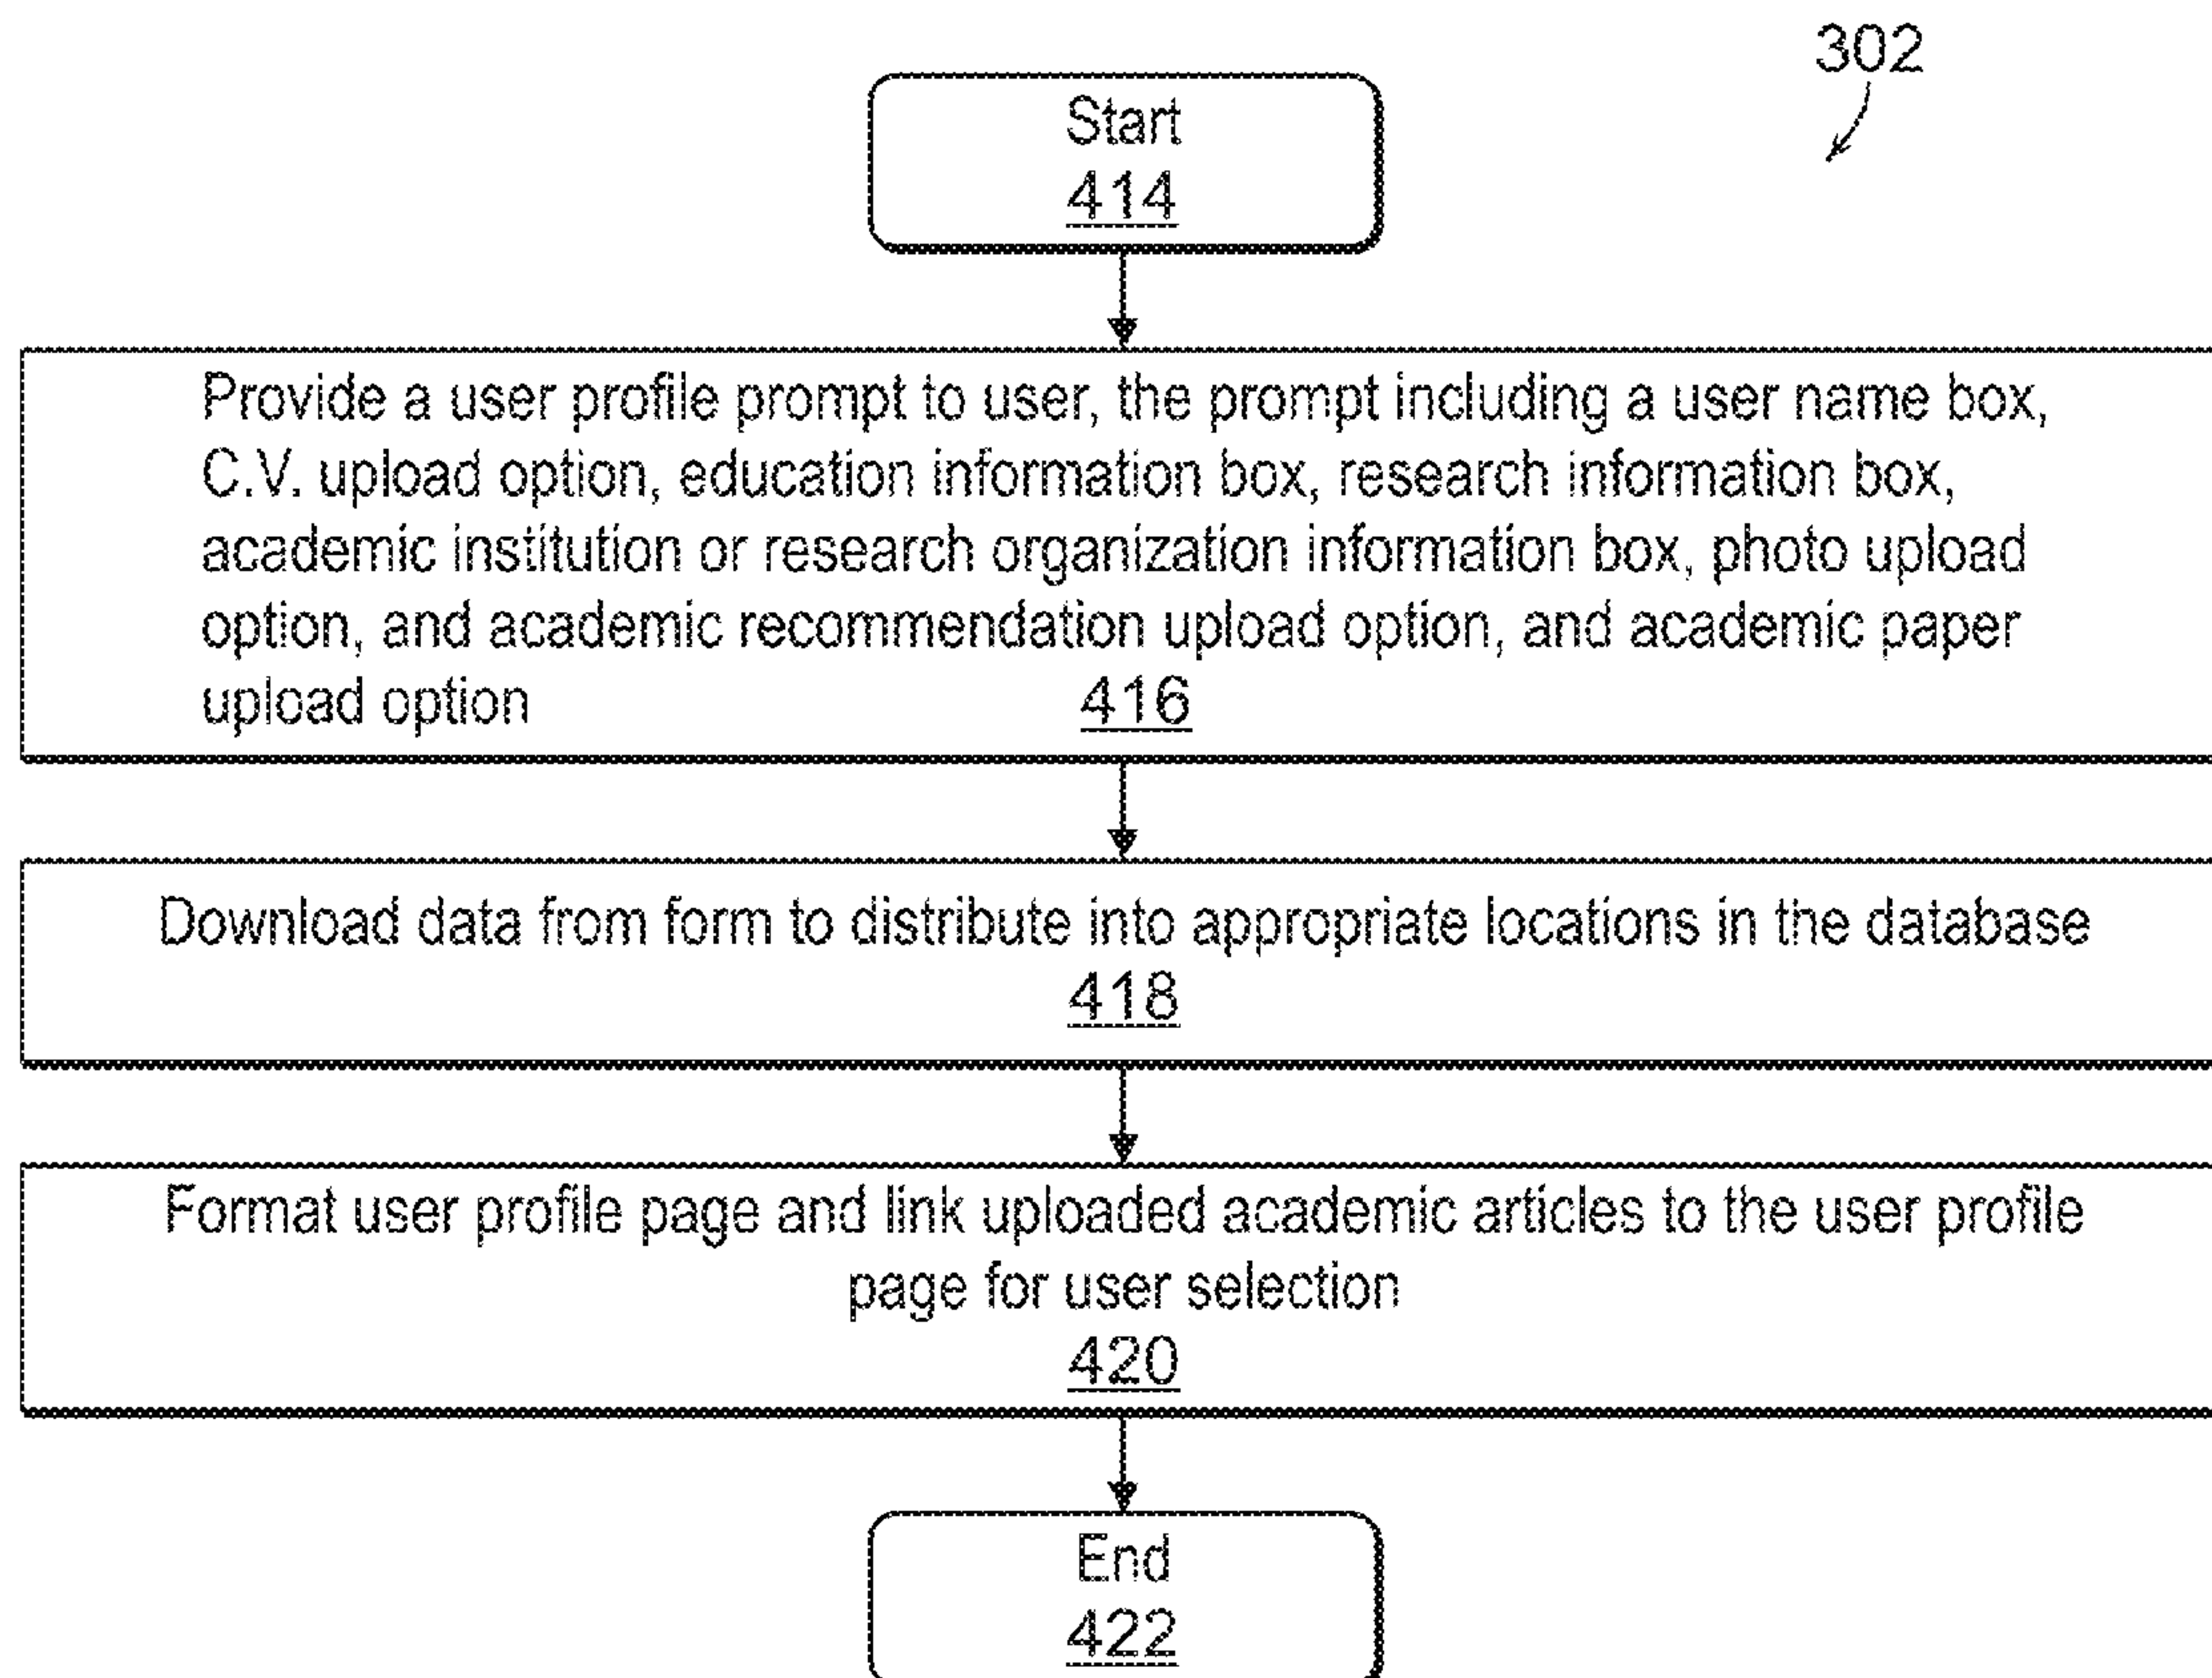 302
Start
414
Provide a user profile prompt to user, the prompt including a user name box,
C.V. upload option, education information box, research information box,
academic institution or research organization information box, photo upload
option, and academic recommendation upload option, and academic paper
upload option
416
Download data from form to distribute into appropriate locations in the database
418
Format user profile page and link uploaded academic articles to the user profile
page for user selection
420
End
422